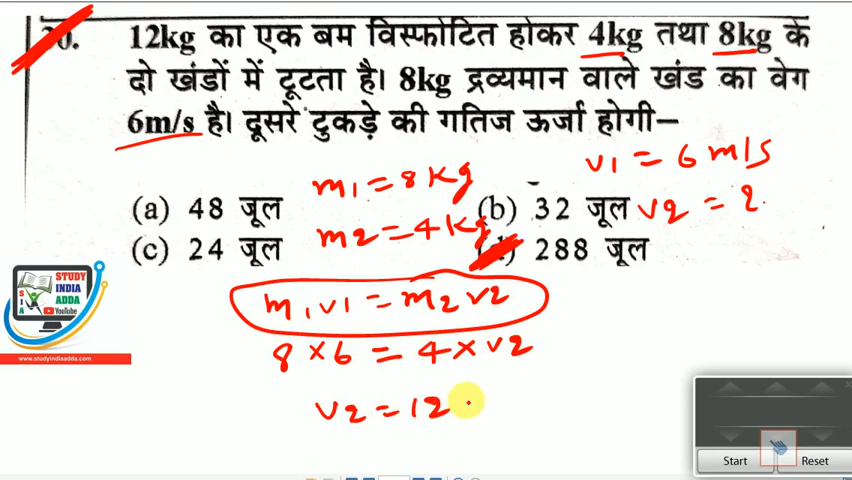 30. 12kg का एक बम विस्फोटित होकर 4kg तथा 8kg के
दो खंडों में टूटता है। 8kg द्रव्यमान वाले खंड का वेग
6m/s है। दूसरे टुकड़े की गतिज ऊर्जा होगी–
v1 = 6 m/s
m1 = 8 kg
(a) 48 जूल
(b) 32 जूल
v2 = ?
m2 = 4 kg
(c) 24 जूल
(d) 288 जूल
STUDY
INDIA
ADDA
YouTube
SIA
www.studyindiaadda.com
m1v1 = m2v2
8 × 6 = 4 × v2
v2 = 12
Start
Reset